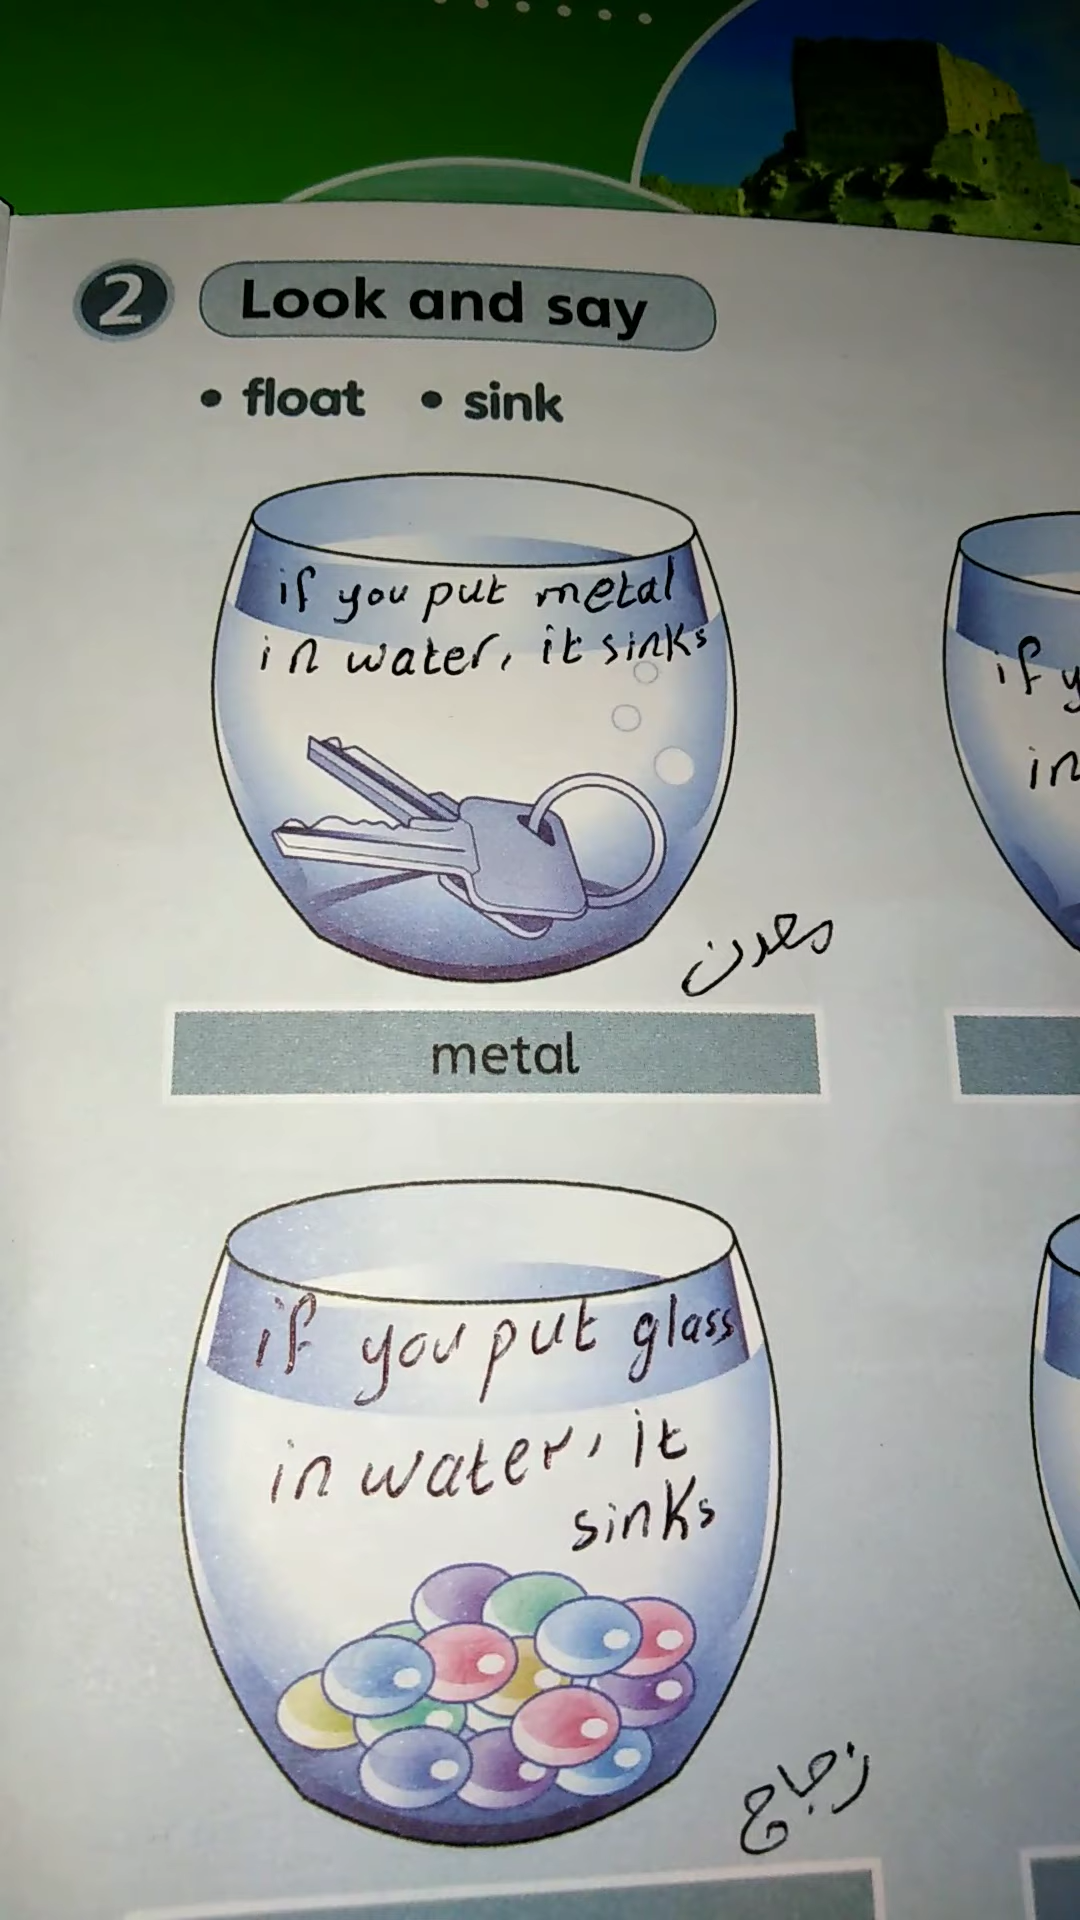 2 Look and say
• float • sink
if you put metal
in water, it sinks
if y
in
معدن
metal
if you put glass
in water, it
sinks
زجاج